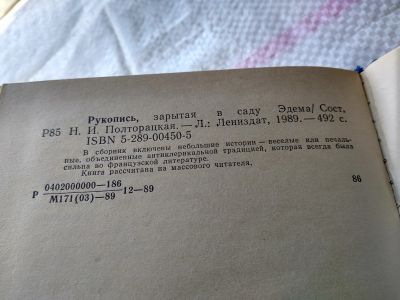 Рукопись, зарытая в саду Эдема/ Сост.
Р85 Н. И. Полторацкая. — Л.: Лениздат, 1989. — 492 с.
ISBN 5-289-00450-5
В сборник включены небольшие истории — веселые или печаль-
ные, объединенные антиклерикальной традицией, которая всегда была
сильна во французской литературе.
Книга рассчитана на массового читателя.
0402000000—186
Р 12—89 86
М171(03)—89